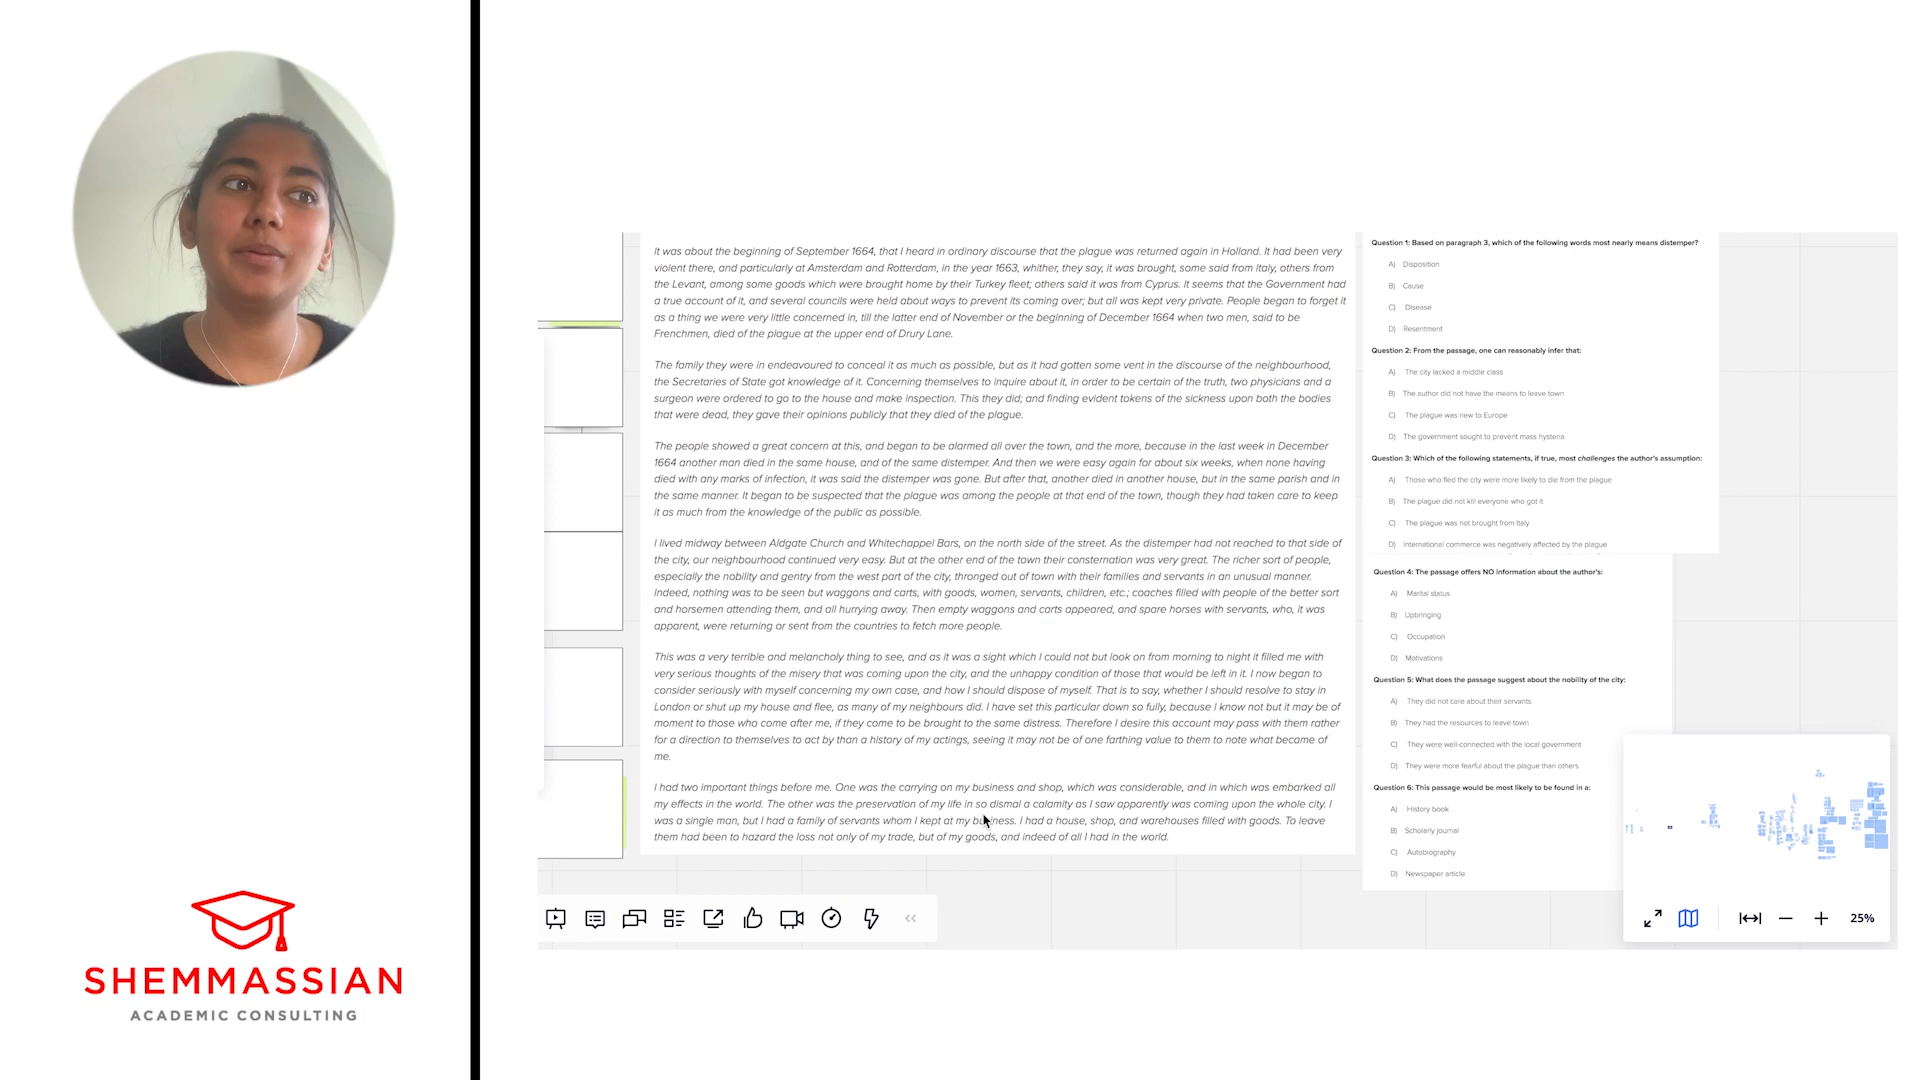 It was about the beginning of September 1664, that I heard in ordinary discourse that the plague was returned again in Holland. It had been very
violent there, and particularly at Amsterdam and Rotterdam, in the year 1663, whither, they say, it was brought, some said from Italy, others from
the Levant, among some goods which were brought home by their Turkey fleet; others said it was from Cyprus. It seems that the Government had
a true account of it, and several councils were held about ways to prevent its coming over; but all was kept very private. People began to forget it
as a thing we were very little concerned in, till the latter end of November or the beginning of December 1664 when two men, said to be
Frenchmen, died of the plague at the upper end of Drury Lane.
The family they were in endeavoured to conceal it as much as possible, but as it had gotten some vent in the discourse of the neighbourhood,
the Secretaries of State got knowledge of it. Concerning themselves to inquire about it, in order to be certain of the truth, two physicians and a
surgeon were ordered to go to the house and make inspection. This they did; and finding evident tokens of the sickness upon both the bodies
that were dead, they gave their opinions publicly that they died of the plague.
The people showed a great concern at this, and began to be alarmed all over the town, and the more, because in the last week in December
1664 another man died in the same house, and of the same distemper. And then we were easy again for about six weeks, when none having
died with any marks of infection, it was said the distemper was gone. But after that, another died in another house, but in the same parish and in
the same manner. It began to be suspected that the plague was among the people at that end of the town, though they had taken care to keep
it as much from the knowledge of the public as possible.
I lived midway between Aldgate Church and Whitechappel Bars, on the north side of the street. As the distemper had not reached to that side of
the city, our neighbourhood continued very easy. But at the other end of the town their consternation was very great. The richer sort of people,
especially the nobility and gentry from the west part of the city, thronged out of town with their families and servants in an unusual manner.
Indeed, nothing was to be seen but waggons and carts, with goods, women, servants, children, etc.; coaches filled with people of the better sort
and horsemen attending them, and all hurrying away. Then empty waggons and carts appeared, and spare horses with servants, who, it was
apparent, were returning or sent from the countries to fetch more people.
This was a very terrible and melancholy thing to see, and as it was a sight which I could not but look on from morning to night it filled me with
very serious thoughts of the misery that was coming upon the city, and the unhappy condition of those that would be left in it. I now began to
consider seriously with myself concerning my own case, and how I should dispose of myself. That is to say, whether I should resolve to stay in
London or shut up my house and flee, as many of my neighbours did. I have set this particular down so fully, because I know not but it may be of
moment to those who come after me, if they come to be brought to the same distress. Therefore I desire this account may pass with them rather
for a direction to themselves to act by than a history of my actings, seeing it may not be of one farthing value to them to note what became of
me.
I had two important things before me. One was the carrying on my business and shop, which was considerable, and in which was embarked all
my effects in the world. The other was the preservation of my life in so dismal a calamity as I saw apparently was coming upon the whole city. I
was a single man, but I had a family of servants whom I kept at my business. I had a house, shop, and warehouses filled with goods. To leave
them had been to hazard the loss not only of my trade, but of my goods, and indeed of all I had in the world.
Question 1: Based on paragraph 3, which of the following words most nearly means distemper?
A) Disposition
B) Cause
C) Disease
D) Resentment
Question 2: From the passage, one can reasonably infer that:
A) The city lacked a middle class
B) The author did not have the means to leave town
C) The plague was new to Europe
D) The government sought to prevent mass hysteria
Question 3: Which of the following statements, if true, most challenges the author's assumption:
A) Those who fled the city were more likely to die from the plague
B) The plague did not kill everyone who got it
C) The plague was not brought from Italy
D) International commerce was negatively affected by the plague
Question 4: The passage offers NO information about the author's:
A) Marital status
B) Upbringing
C) Occupation
D) Motivations
Question 5: What does the passage suggest about the nobility of the city:
A) They did not care about their servants
B) They had the resources to leave town
C) They were well-connected with the local government
D) They were more fearful about the plague than others
Question 6: This passage would be most likely to be found in a:
A) History book
B) Scholarly journal
C) Autobiography
D) Newspaper article
25%
SHEMMASSIAN
ACADEMIC CONSULTING